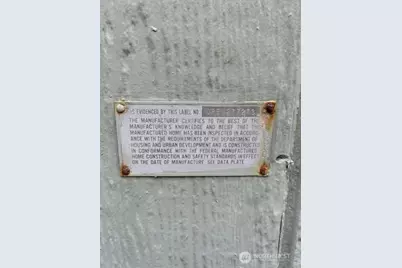 AS EVIDENCED BY THIS LABEL NO.
THE MANUFACTURER CERTIFIES TO THE BEST OF THE
MANUFACTURER'S KNOWLEDGE AND BELIEF THAT THIS
MANUFACTURED HOME HAS BEEN INSPECTED IN ACCORD-
ANCE WITH THE REQUIREMENTS OF THE DEPARTMENT OF
HOUSING AND URBAN DEVELOPMENT AND IS CONSTRUCTED
IN CONFORMANCE WITH THE FEDERAL MANUFACTURED
HOME CONSTRUCTION AND SAFETY STANDARDS IN EFFECT
ON THE DATE OF MANUFACTURE. SEE DATA PLATE.
NORTHWEST